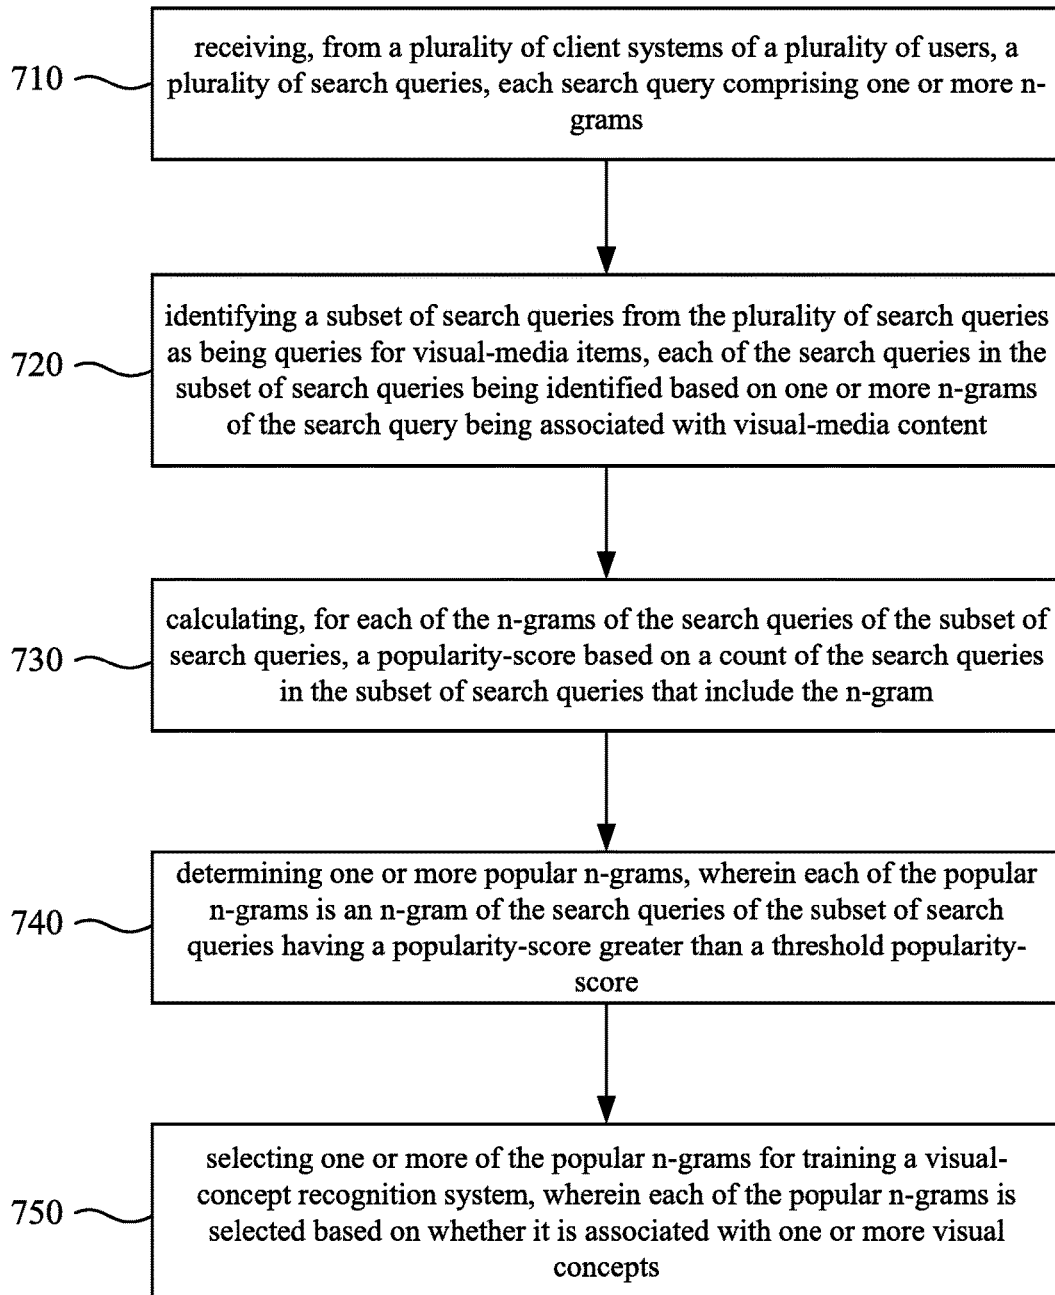 receiving, from a plurality of client systems of a plurality of users, a
710
plurality of search queries, each search query comprising one or more n-
grams
identifying a subset of search queries from the plurality of search queries
as being queries for visual-media items, each of the search queries in the
720
subset of search queries being identified based on one or more n-grams
of the search query being associated with visual-media content
calculating, for each of the n-grams of the search queries of the subset of
730
search queries, a popularity-score based on a count of the search queries
in the subset of search queries that include the n-gram
determining one or more popular n-grams, wherein each of the popular
740
n-grams is an n-gram of the search queries of the subset of search
queries having a popularity-score greater than a threshold popularity-
score
selecting one or more of the popular n-grams for training a visual-
750
concept recognition system, wherein each of the popular n-grams is
selected based on whether it is associated with one or more visual
concepts